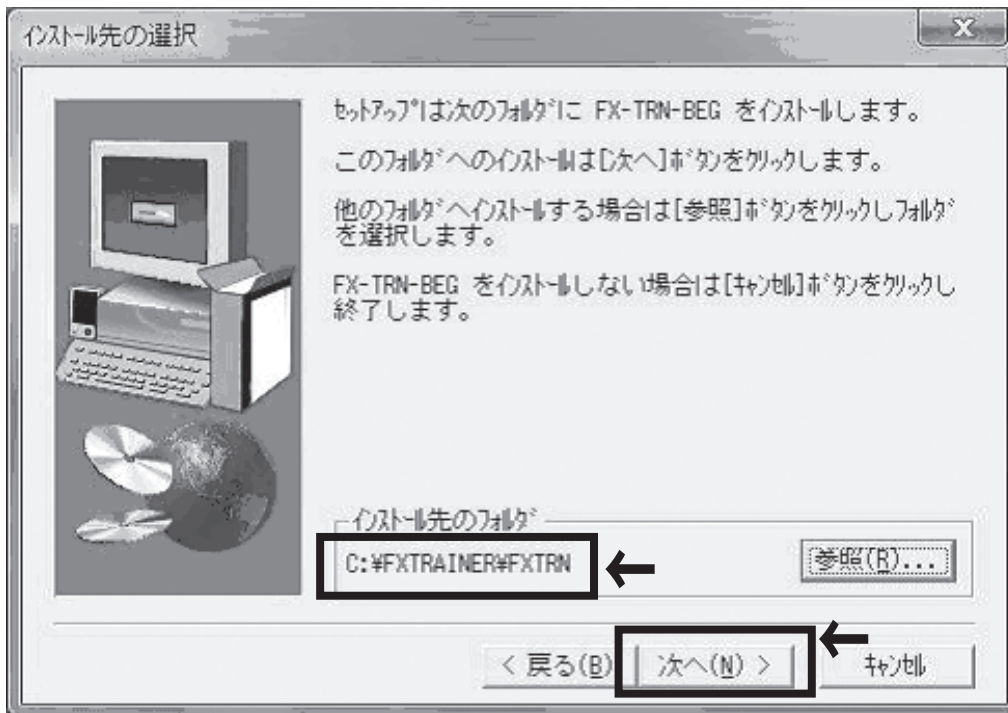 インストール先の選択
セットアップは次のフォルダに FX-TRN-BEG をインストールします。
このフォルダへのインストールは[次へ]ボタンをクリックします。
他のフォルダへインストールする場合は[参照]ボタンをクリックしフォルダ
を選択します。
FX-TRN-BEG をインストールしない場合は[キャンセル]ボタンをクリックし
終了します。
インストール先のフォルダ
C:¥FXTRAINER¥FXTRN
参照(R)...
< 戻る(B)
次へ(N) >
キャンセル